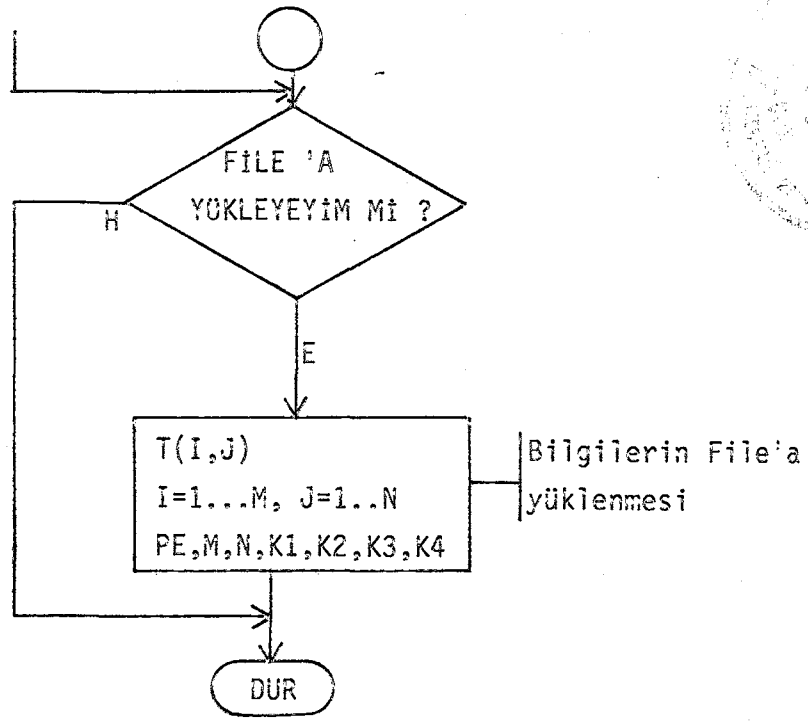 FİLE 'A
YÜKLEYEYİM Mİ ?
H
E
T(I,J)
I=1...M, J=1..N
PE,M,N,K1,K2,K3,K4
Bilgilerin File'a
yüklenmesi
DUR